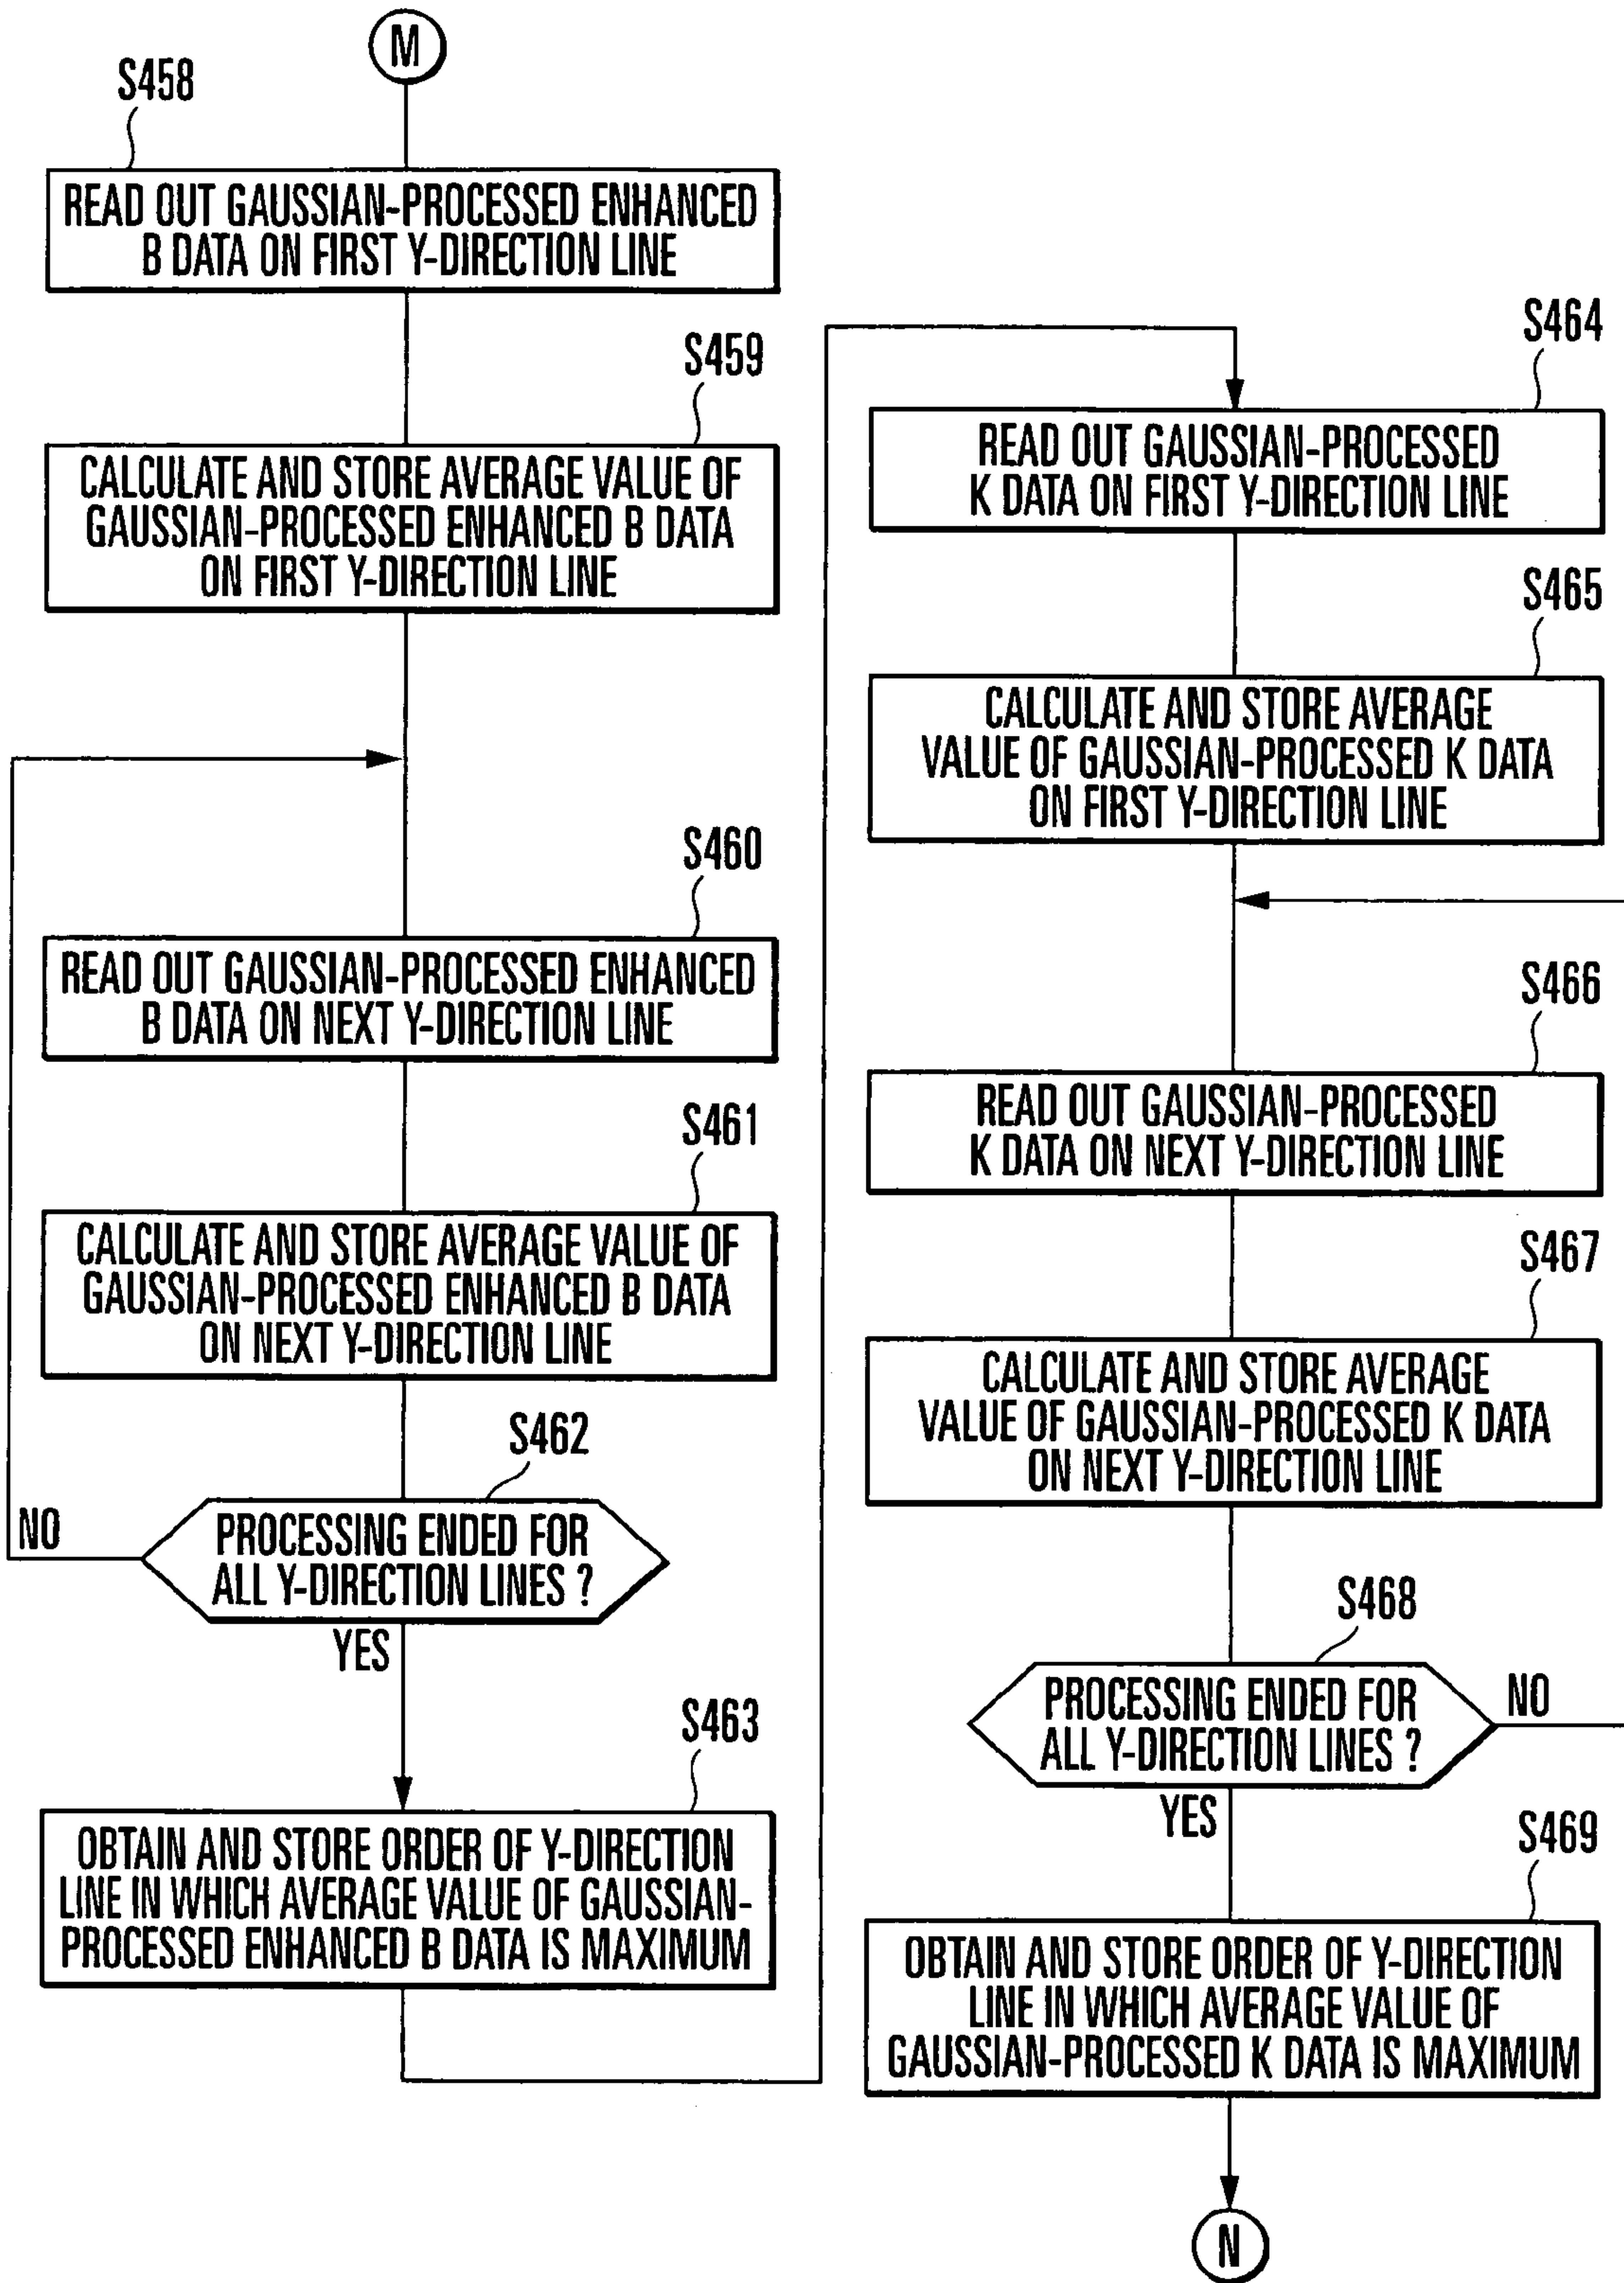 M
S458
READ OUT GAUSSIAN-PROCESSED ENHANCED
B DATA ON FIRST Y-DIRECTION LINE
S459
CALCULATE AND STORE AVERAGE VALUE OF
GAUSSIAN-PROCESSED ENHANCED B DATA
ON FIRST Y-DIRECTION LINE
S460
READ OUT GAUSSIAN-PROCESSED ENHANCED
B DATA ON NEXT Y-DIRECTION LINE
S461
CALCULATE AND STORE AVERAGE VALUE OF
GAUSSIAN-PROCESSED ENHANCED B DATA
ON NEXT Y-DIRECTION LINE
S462
PROCESSING ENDED FOR
ALL Y-DIRECTION LINES ?
NO
YES
S463
OBTAIN AND STORE ORDER OF Y-DIRECTION
LINE IN WHICH AVERAGE VALUE OF GAUSSIAN-
PROCESSED ENHANCED B DATA IS MAXIMUM
S464
READ OUT GAUSSIAN-PROCESSED
K DATA ON FIRST Y-DIRECTION LINE
S465
CALCULATE AND STORE AVERAGE
VALUE OF GAUSSIAN-PROCESSED K DATA
ON FIRST Y-DIRECTION LINE
S466
READ OUT GAUSSIAN-PROCESSED
K DATA ON NEXT Y-DIRECTION LINE
S467
CALCULATE AND STORE AVERAGE
VALUE OF GAUSSIAN-PROCESSED K DATA
ON NEXT Y-DIRECTION LINE
S468
PROCESSING ENDED FOR
ALL Y-DIRECTION LINES ?
NO
YES
S469
OBTAIN AND STORE ORDER OF Y-DIRECTION
LINE IN WHICH AVERAGE VALUE OF
GAUSSIAN-PROCESSED K DATA IS MAXIMUM
N